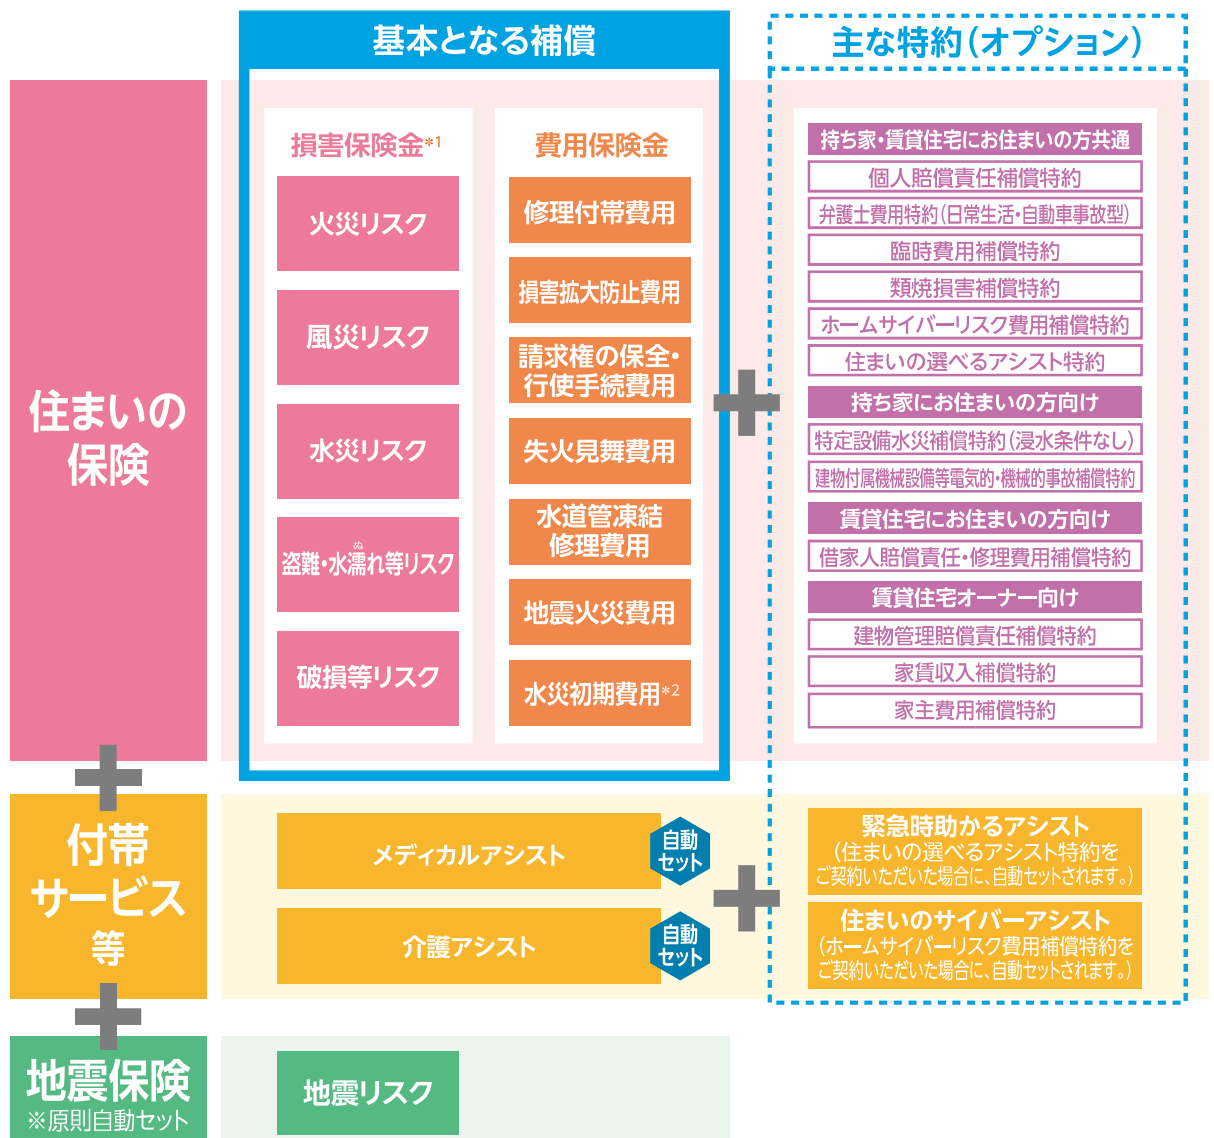 基本となる補償
主な特約(オプション)
住まいの
保険
損害保険金*1
火災リスク
風災リスク
水災リスク
ぬ
盗難・水濡れ等リスク
破損等リスク
費用保険金
修理付帯費用
損害拡大防止費用
請求権の保全・
行使手続費用
失火見舞費用
水道管凍結
修理費用
地震火災費用
水災初期費用*2
持ち家・賃貸住宅にお住まいの方共通
個人賠償責任補償特約
弁護士費用特約(日常生活・自動車事故型)
臨時費用補償特約
類焼損害補償特約
ホームサイバーリスク費用補償特約
住まいの選べるアシスト特約
持ち家にお住まいの方向け
特定設備水災補償特約(浸水条件なし)
建物付属機械設備等電気的・機械的事故補償特約
賃貸住宅にお住まいの方向け
借家人賠償責任・修理費用補償特約
賃貸住宅オーナー向け
建物管理賠償責任補償特約
家賃収入補償特約
家主費用補償特約
付帯
サービス
等
メディカルアシスト
自動
セット
介護アシスト
自動
セット
緊急時助かるアシスト
(住まいの選べるアシスト特約を
ご契約いただいた場合に、自動セットされます。)
住まいのサイバーアシスト
(ホームサイバーリスク費用補償特約を
ご契約いただいた場合に、自動セットされます。)
地震保険
※原則自動セット
地震リスク